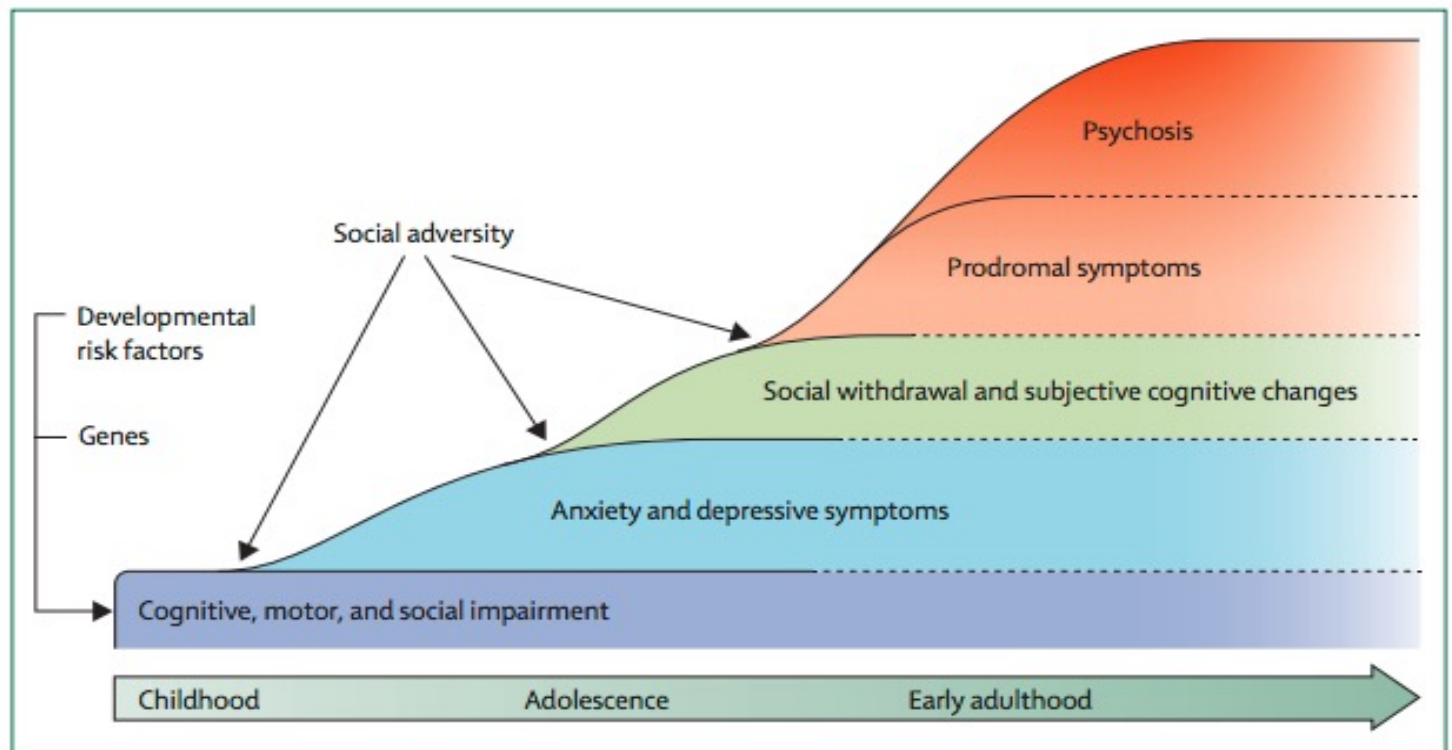 Psychosis
Social adversity
Prodromal symptoms
Developmental
risk factors
Social withdrawal and subjective cognitive changes
Genes
Anxiety and depressive symptoms
Cognitive, motor, and social impairment
Childhood
Adolescence
Early adulthood